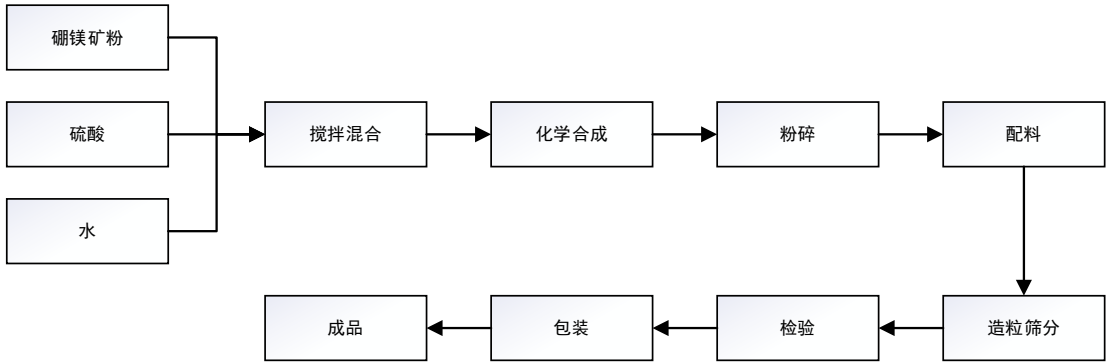 硼镁矿粉
硫酸
水
搅拌混合
化学合成
粉碎
配料
造粒筛分
检验
包装
成品